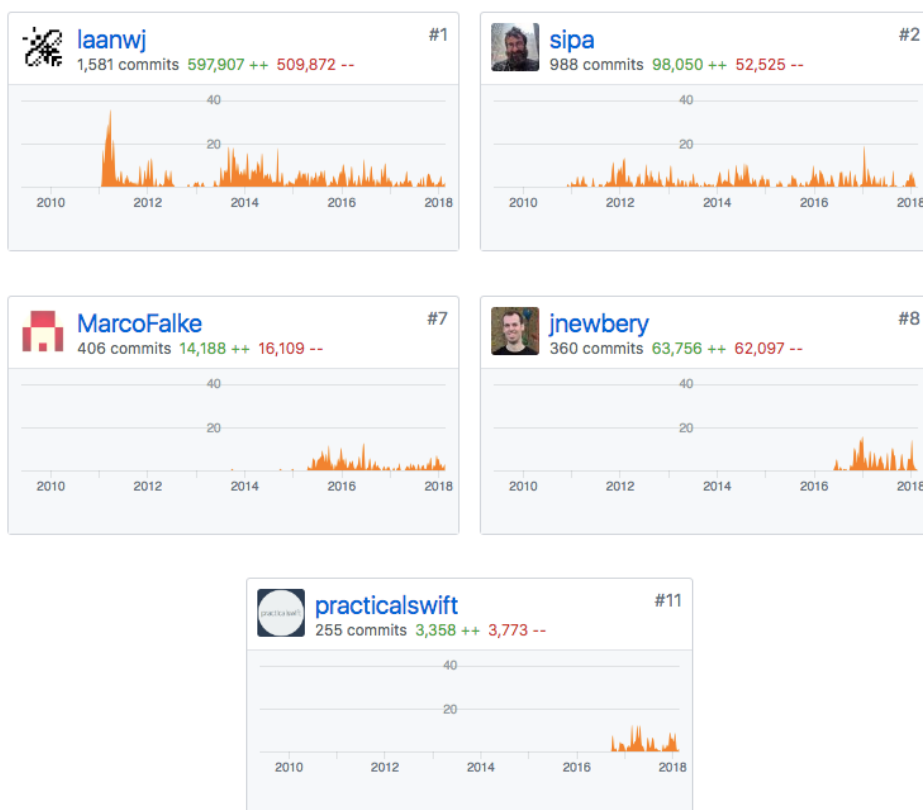 laanwj #1
1,581 commits 597,907 ++ 509,872 --
40
20
2010 2012 2014 2016 2018
sipa #2
988 commits 98,050 ++ 52,525 --
40
20
2010 2012 2014 2016 2018
MarcoFalke #7
406 commits 14,188 ++ 16,109 --
40
20
2010 2012 2014 2016 2018
jnewbery #8
360 commits 63,756 ++ 62,097 --
40
20
2010 2012 2014 2016 2018
practicalswift
practicalswift #11
255 commits 3,358 ++ 3,773 --
40
20
2010 2012 2014 2016 2018